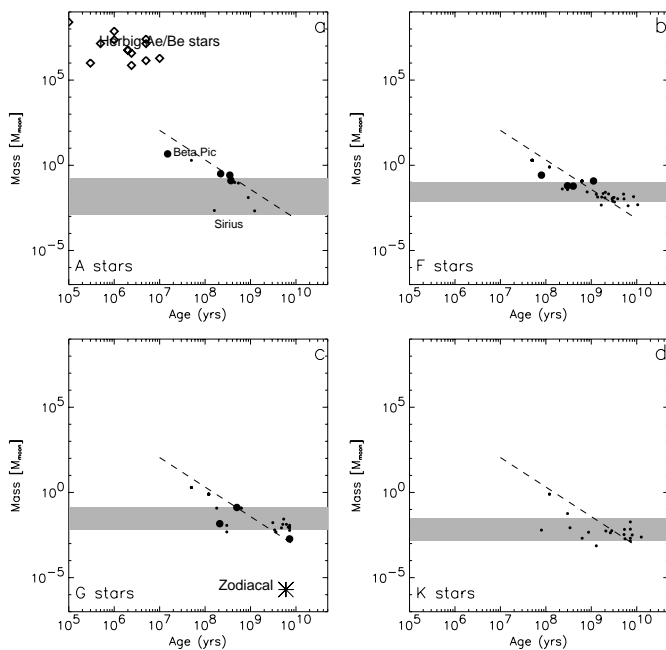 a
Herbig Ae/Be stars
Beta Pic
Sirius
A stars
Mass [Mmoon]
10^5
10^0
10^-5
10^5 10^6 10^7 10^8 10^9 10^10
Age (yrs)
b
F stars
Mass [Mmoon]
10^5
10^0
10^-5
10^5 10^6 10^7 10^8 10^9 10^10
Age (yrs)
c
Zodiacal
G stars
Mass [Mmoon]
10^5
10^0
10^-5
10^5 10^6 10^7 10^8 10^9 10^10
Age (yrs)
d
K stars
Mass [Mmoon]
10^5
10^0
10^-5
10^5 10^6 10^7 10^8 10^9 10^10
Age (yrs)